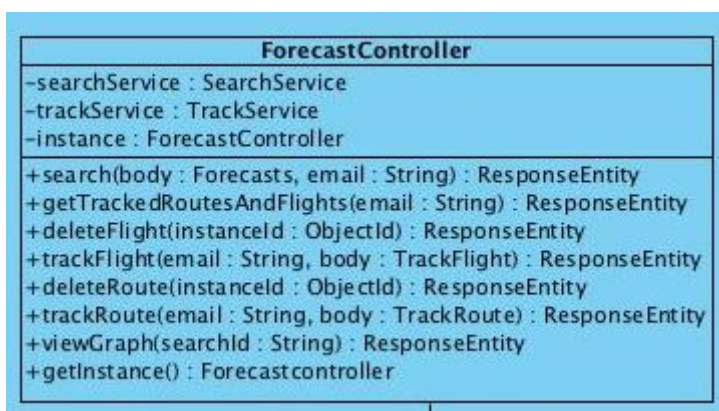 ForecastController
-searchService : SearchService
-trackService : TrackService
-instance : ForecastController
+search(body : Forecasts, email : String) : ResponseEntity
+getTrackedRoutesAndFlights(email : String) : ResponseEntity
+deleteFlight(instanceId : ObjectId) : ResponseEntity
+trackFlight(email : String, body : TrackFlight) : ResponseEntity
+deleteRoute(instanceId : ObjectId) : ResponseEntity
+trackRoute(email : String, body : TrackRoute) : ResponseEntity
+viewGraph(searchId : String) : ResponseEntity
+getInstance() : Forecastcontroller